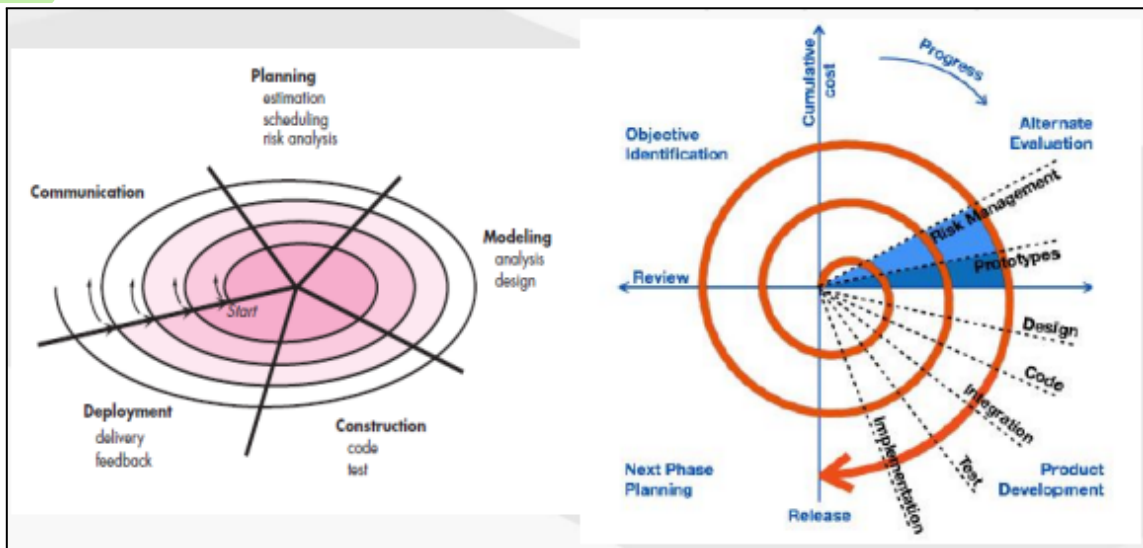 Planning
estimation
scheduling
risk analysis
Communication
Modeling
analysis
design
Start
Deployment
delivery
feedback
Construction
code
test
Cumulative
cost
Progress
Objective
Identification
Alternate
Evaluation
Risk Management
Prototypes
Review
Design
Code
Integration
Test
Implementation
Next Phase
Planning
Product
Development
Release